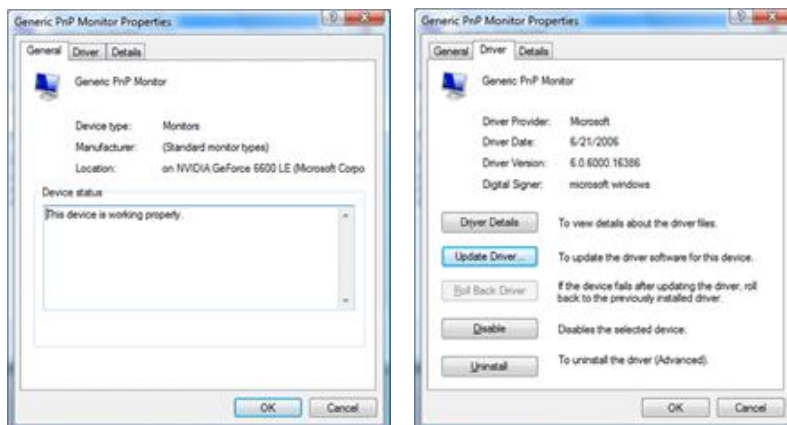 Generic PnP Monitor Properties
General Driver Details
Generic PnP Monitor
Device type: Monitors
Manufacturer: (Standard monitor types)
Location: on NVIDIA GeForce 6600 LE (Microsoft Corpo
Device status
This device is working properly.
OK Cancel
Generic PnP Monitor Properties
General Driver Details
Generic PnP Monitor
Driver Provider: Microsoft
Driver Date: 6/21/2006
Driver Version: 6.0.6000.16386
Digital Signer: microsoft windows
Driver Details To view details about the driver files.
Update Driver... To update the driver software for this device.
Roll Back Driver If the device fails after updating the driver, roll
back to the previously installed driver.
Disable Disables the selected device.
Uninstall To uninstall the driver (Advanced).
OK Cancel